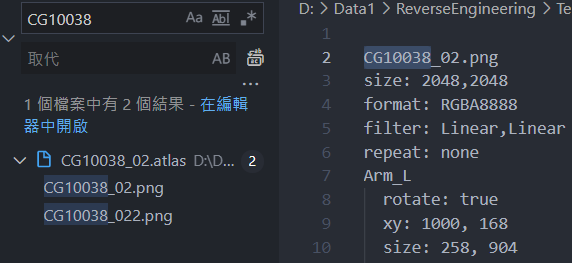 CG10038
Aa
ab
.*
取代
AB
...
1 個檔案中有 2 個結果 - 在編輯
器中開啟
CG10038_02.atlas D:\D...
2
CG10038_02.png
CG10038_022.png
D: > Data1 > ReverseEngineering > Te
1
2 CG10038_02.png
3 size: 2048,2048
4 format: RGBA8888
5 filter: Linear,Linear
6 repeat: none
7 Arm_L
8 rotate: true
9 xy: 1000, 168
10 size: 258, 904